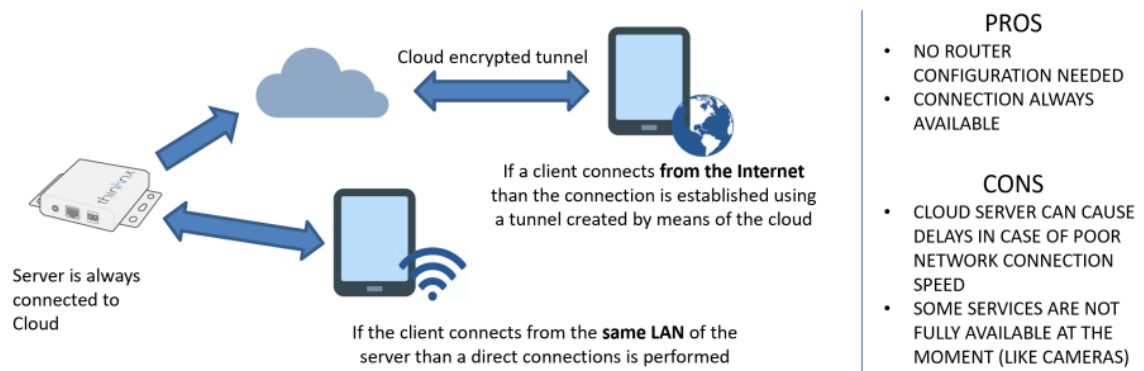 Cloud encrypted tunnel
If a client connects from the Internet
than the connection is established using
a tunnel created by means of the cloud
thinknx
Server is always
connected to
Cloud
If the client connects from the same LAN of the
server than a direct connections is performed
PROS
• NO ROUTER
CONFIGURATION NEEDED
• CONNECTION ALWAYS
AVAILABLE
CONS
• CLOUD SERVER CAN CAUSE
DELAYS IN CASE OF POOR
NETWORK CONNECTION
SPEED
• SOME SERVICES ARE NOT
FULLY AVAILABLE AT THE
MOMENT (LIKE CAMERAS)